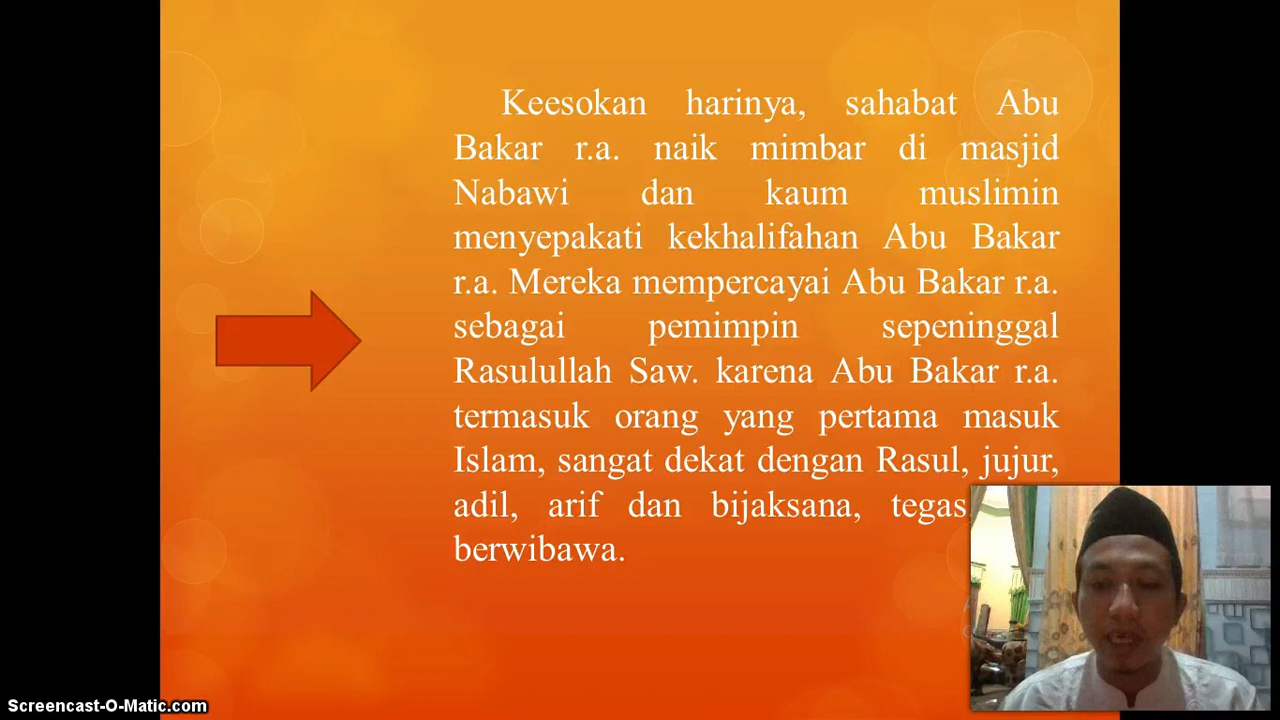 Keesokan harinya, sahabat Abu
Bakar r.a. naik mimbar di masjid
Nabawi dan kaum muslimin
menyepakati kekhalifahan Abu Bakar
r.a. Mereka mempercayai Abu Bakar r.a.
sebagai pemimpin sepeninggal
Rasulullah Saw. karena Abu Bakar r.a.
termasuk orang yang pertama masuk
Islam, sangat dekat dengan Rasul, jujur,
adil, arif dan bijaksana, tegas
berwibawa.
Screencast-O-Matic.com